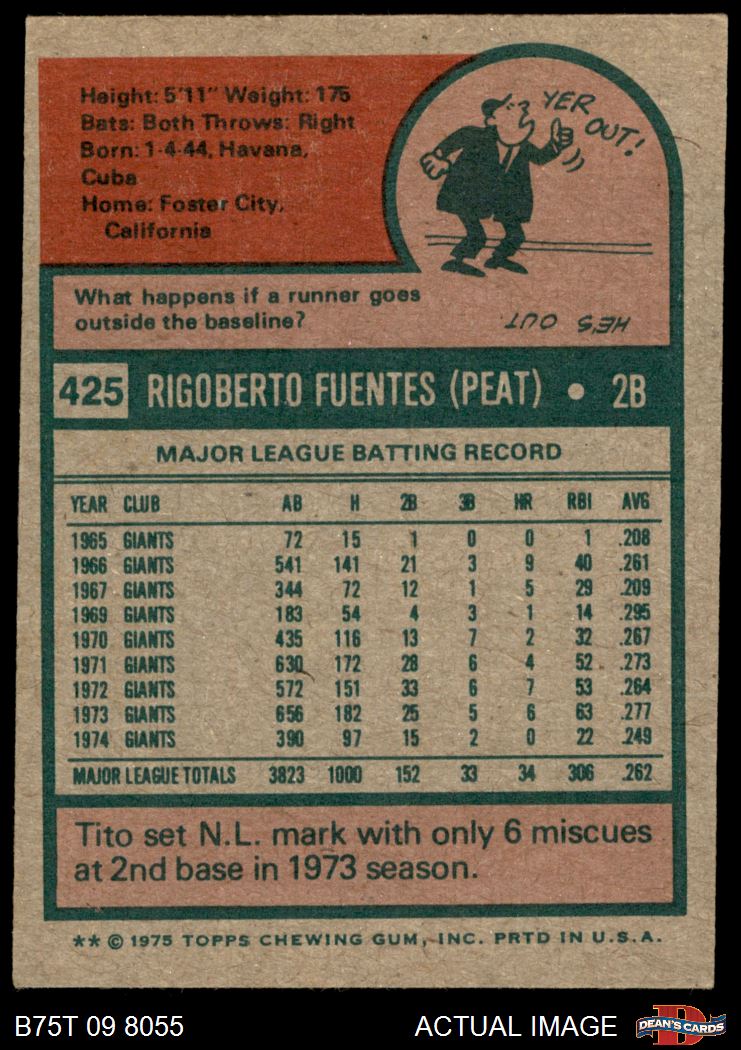 Height: 5'11" Weight: 175
Bats: Both Throws: Right
Born: 1-4-44, Havana,
Cuba
Home: Foster City,
California
YER
OUT!
What happens if a runner goes
outside the baseline?
HE'S OUT
425 RIGOBERTO FUENTES (PEAT) • 2B
MAJOR LEAGUE BATTING RECORD
YEAR CLUB AB H 2B 3B HR RBI AVG
1965 GIANTS 72 15 1 0 0 1 .208
1966 GIANTS 541 141 21 3 9 40 .261
1967 GIANTS 344 72 12 1 5 29 .209
1969 GIANTS 183 54 4 3 1 14 .295
1970 GIANTS 435 116 13 7 2 32 .267
1971 GIANTS 630 172 28 6 4 52 .273
1972 GIANTS 572 151 33 6 7 53 .264
1973 GIANTS 656 182 25 5 6 63 .277
1974 GIANTS 390 97 15 2 0 22 .249
MAJOR LEAGUE TOTALS 3823 1000 152 33 34 306 .262
Tito set N.L. mark with only 6 miscues
at 2nd base in 1973 season.
** © 1975 TOPPS CHEWING GUM, INC. PRTD IN U.S.A.
B75T 09 8055 ACTUAL IMAGE DEAN'S CARDS